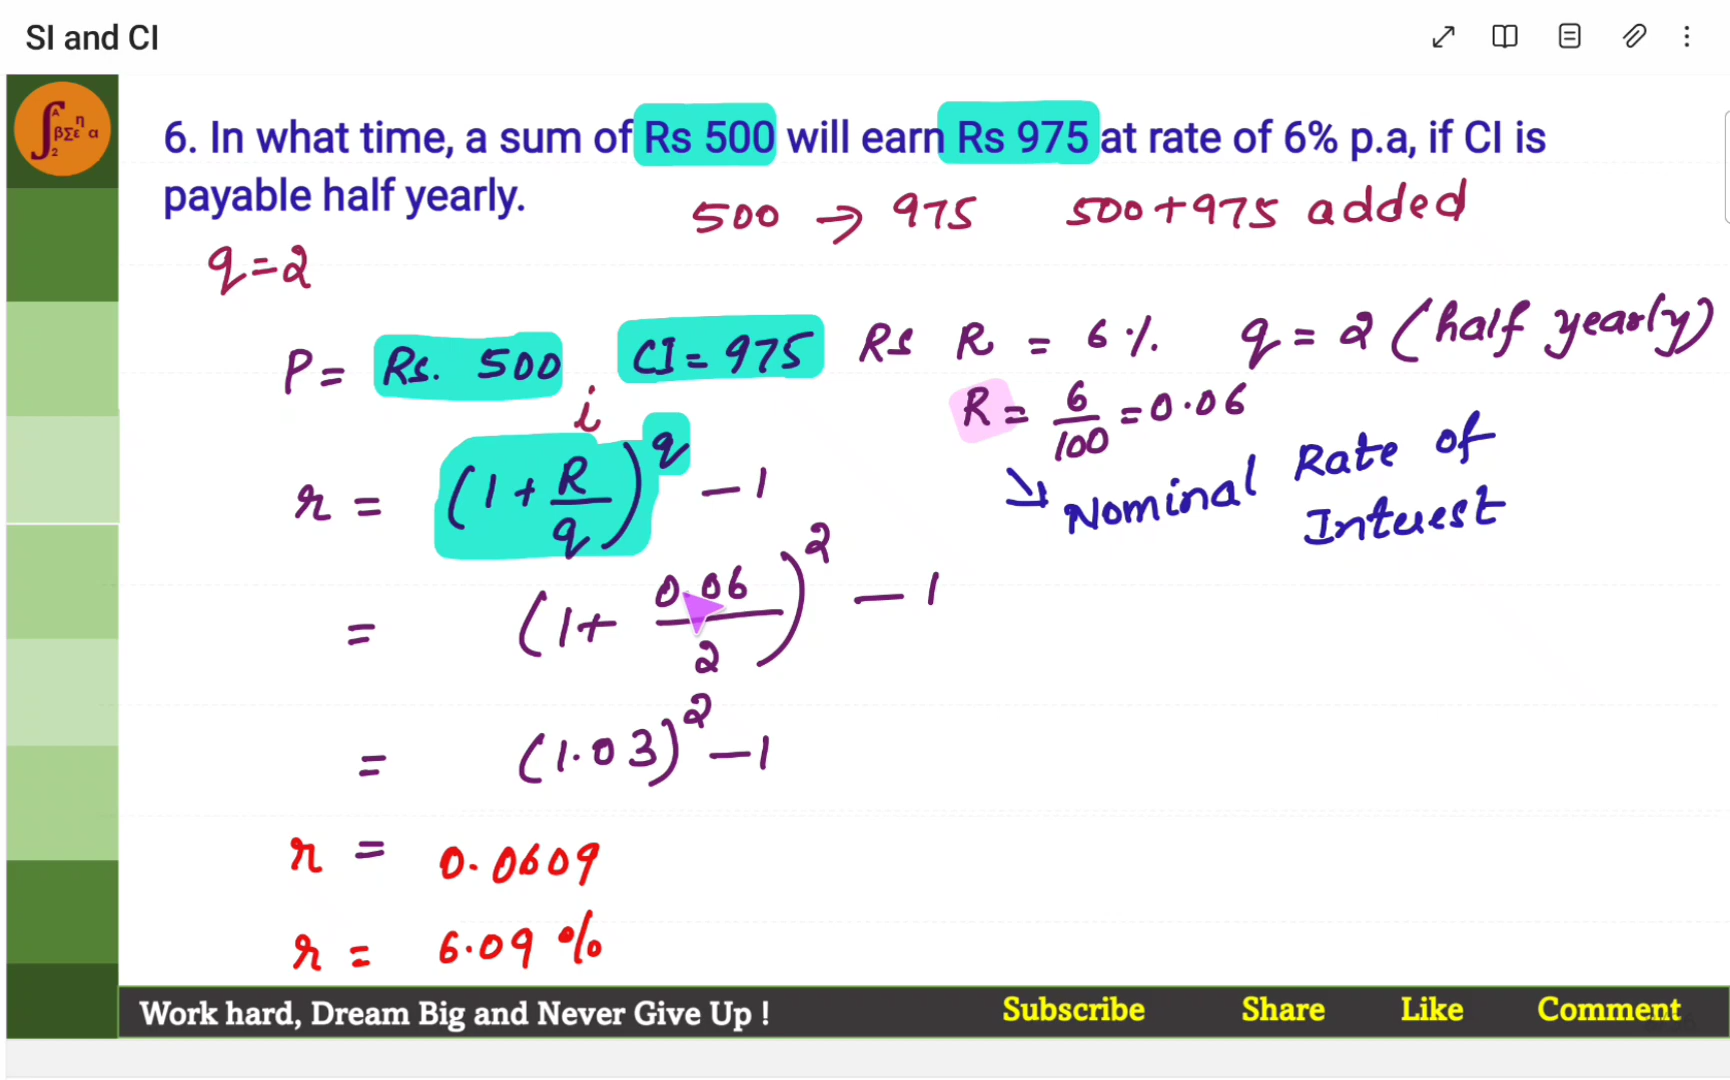 SI and CI
6. In what time, a sum of Rs 500 will earn Rs 975 at rate of 6% p.a, if CI is
payable half yearly.
500 → 975 500+975 added
q=2
P= Rs. 500 CI= 975 Rs R = 6 %. q = 2 (half yearly)
R = 6/100 = 0.06
i
r = (1 + R/q)^q - 1
↘ Nominal Rate of
Interest
= (1+ 0.06/2)^2 - 1
= (1.03)^2 - 1
r = 0.0609
r = 6.09 %
Work hard, Dream Big and Never Give Up ! Subscribe Share Like Comment